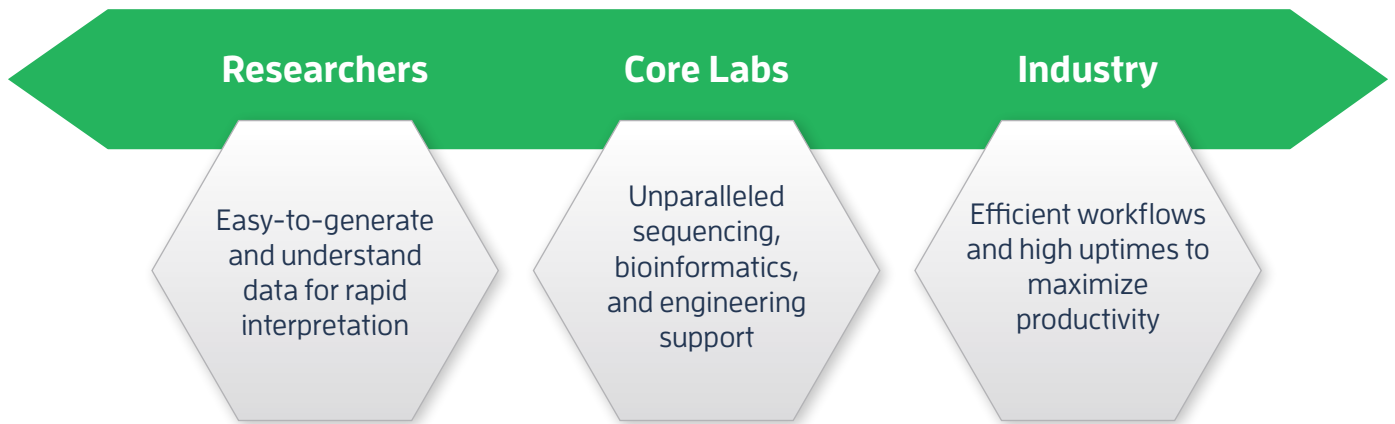 Researchers
Core Labs
Industry
Easy-to-generate
and understand
data for rapid
interpretation
Unparalleled
sequencing,
bioinformatics,
and engineering
support
Efficient workflows
and high uptimes to
maximize
productivity